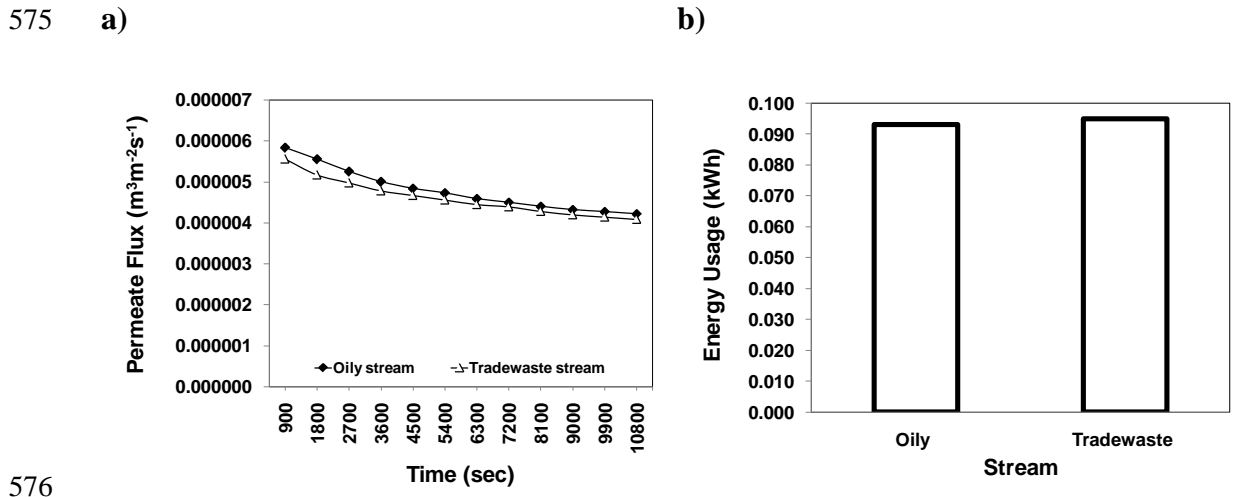 575 a) b)
Permeate Flux (m³m⁻²s⁻¹)
0.000007
0.000006
0.000005
0.000004
0.000003
0.000002
0.000001
0.000000
Oily stream Tradewaste stream
900 1800 2700 3600 4500 5400 6300 7200 8100 9000 9900 10800
Time (sec)
Energy Usage (kWh)
0.100
0.090
0.080
0.070
0.060
0.050
0.040
0.030
0.020
0.010
0.000
Oily Tradewaste
Stream
576